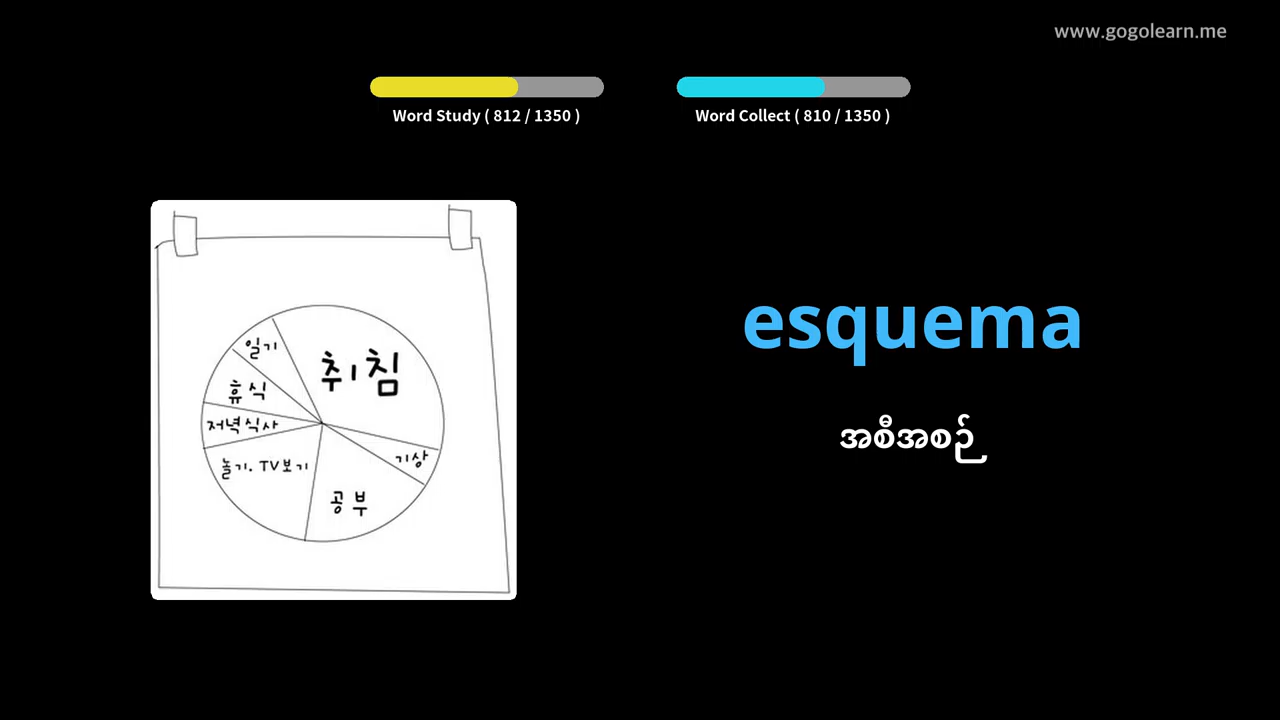 www.gogolearn.me
Word Study ( 812 / 1350 )
Word Collect ( 810 / 1350 )
일기
취침
휴식
저녁식사
놀기. TV보기
기상
공부
esquema
အစီအစဉ်